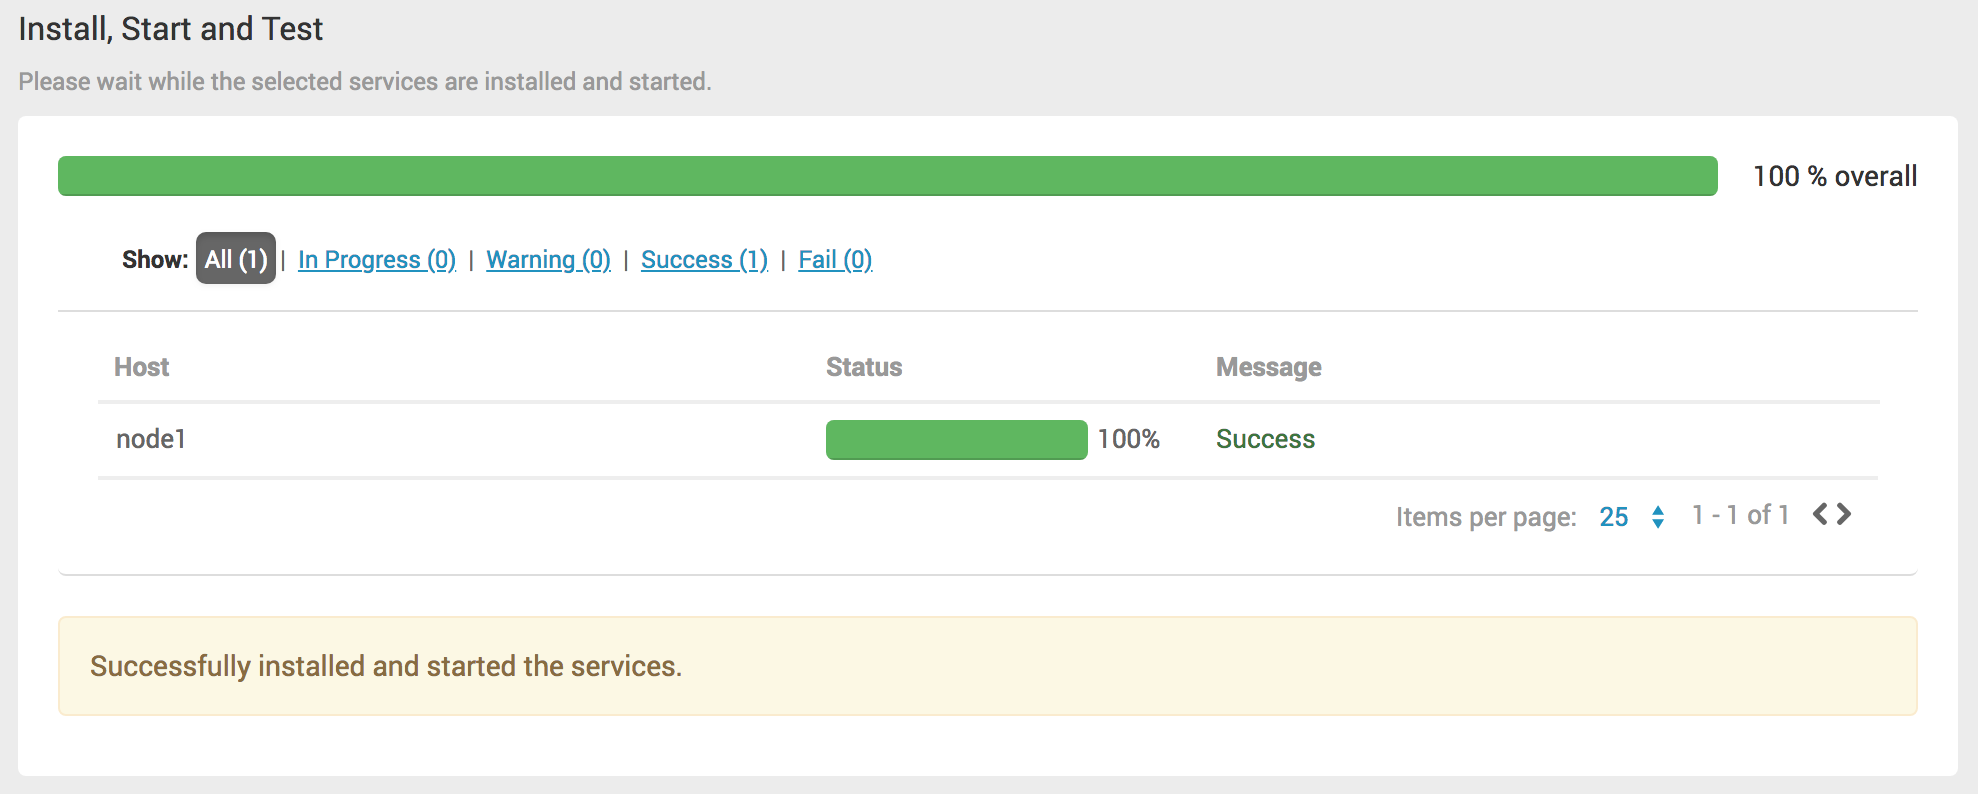 Install, Start and Test
Please wait while the selected services are installed and started.
100 % overall
Show: All (1) | In Progress (0) | Warning (0) | Success (1) | Fail (0)
Host Status Message
node1 100% Success
Items per page: 25 1 - 1 of 1
Successfully installed and started the services.